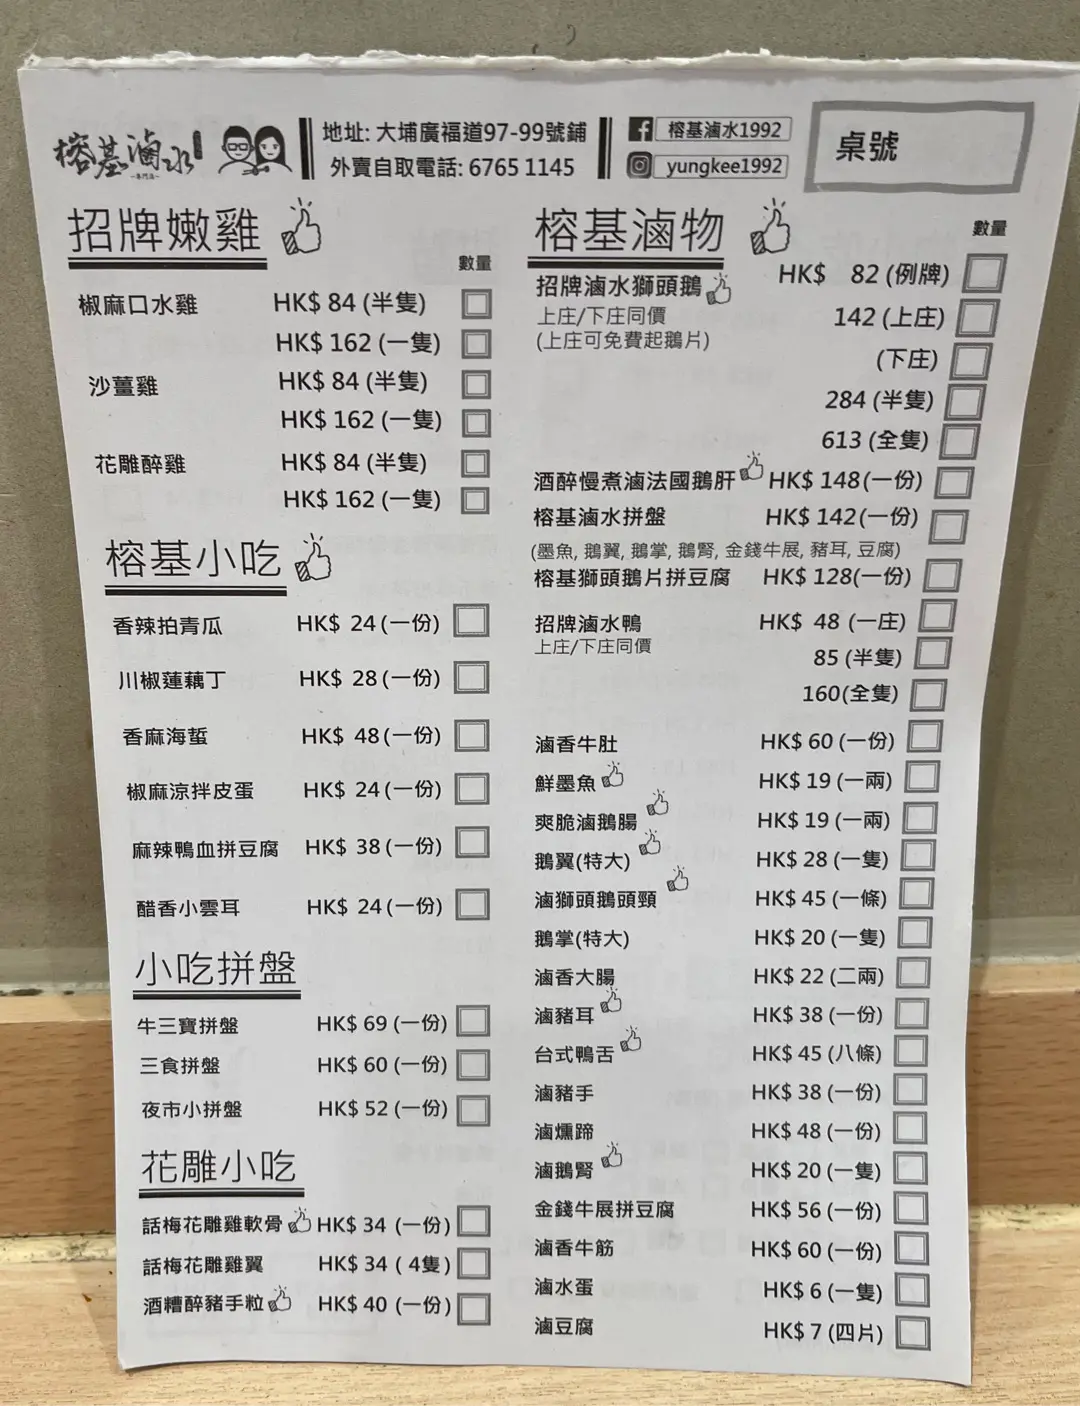 榕基滷水
地址: 大埔廣福道97-99號鋪
外賣自取電話: 6765 1145
榕基滷水1992
yungkee1992
桌號
招牌嫩雞
數量
椒麻口水雞 HK$ 84 (半隻)
HK$ 162 (一隻)
沙薑雞 HK$ 84 (半隻)
HK$ 162 (一隻)
花雕醉雞 HK$ 84 (半隻)
HK$ 162 (一隻)
榕基小吃
香辣拍青瓜 HK$ 24 (一份)
川椒蓮藕丁 HK$ 28 (一份)
香麻海蜇 HK$ 48 (一份)
椒麻涼拌皮蛋 HK$ 24 (一份)
麻辣鴨血拼豆腐 HK$ 38 (一份)
醋香小雲耳 HK$ 24 (一份)
小吃拼盤
牛三寶拼盤 HK$ 69 (一份)
三食拼盤 HK$ 60 (一份)
夜市小拼盤 HK$ 52 (一份)
花雕小吃
話梅花雕雞軟骨 HK$ 34 (一份)
話梅花雕雞翼 HK$ 34 ( 4隻)
酒糟醉豬手粒 HK$ 40 (一份)
榕基滷物
數量
招牌滷水獅頭鵝 HK$ 82 (例牌)
上庄/下庄同價 142 (上庄)
(上庄可免費起鵝片)
(下庄)
284 (半隻)
613 (全隻)
酒醉慢煮滷法國鵝肝 HK$ 148(一份)
榕基滷水拼盤 HK$ 142(一份)
(墨魚, 鵝翼, 鵝掌, 鵝腎, 金錢牛展, 豬耳, 豆腐)
榕基獅頭鵝片拼豆腐 HK$ 128(一份)
招牌滷水鴨 HK$ 48 (一庄)
上庄/下庄同價 85 (半隻)
160(全隻)
滷香牛肚 HK$ 60 (一份)
鮮墨魚 HK$ 19 (一兩)
爽脆滷鵝腸 HK$ 19 (一兩)
鵝翼(特大) HK$ 28 (一隻)
滷獅頭鵝頭頸 HK$ 45 (一條)
鵝掌(特大) HK$ 20 (一隻)
滷香大腸 HK$ 22 (二兩)
滷豬耳 HK$ 38 (一份)
台式鴨舌 HK$ 45 (八條)
滷豬手 HK$ 38 (一份)
滷燻蹄 HK$ 48 (一份)
滷鵝腎 HK$ 20 (一隻)
金錢牛展拼豆腐 HK$ 56 (一份)
滷香牛筋 HK$ 60 (一份)
滷水蛋 HK$ 6 (一隻)
滷豆腐 HK$ 7 (四片)